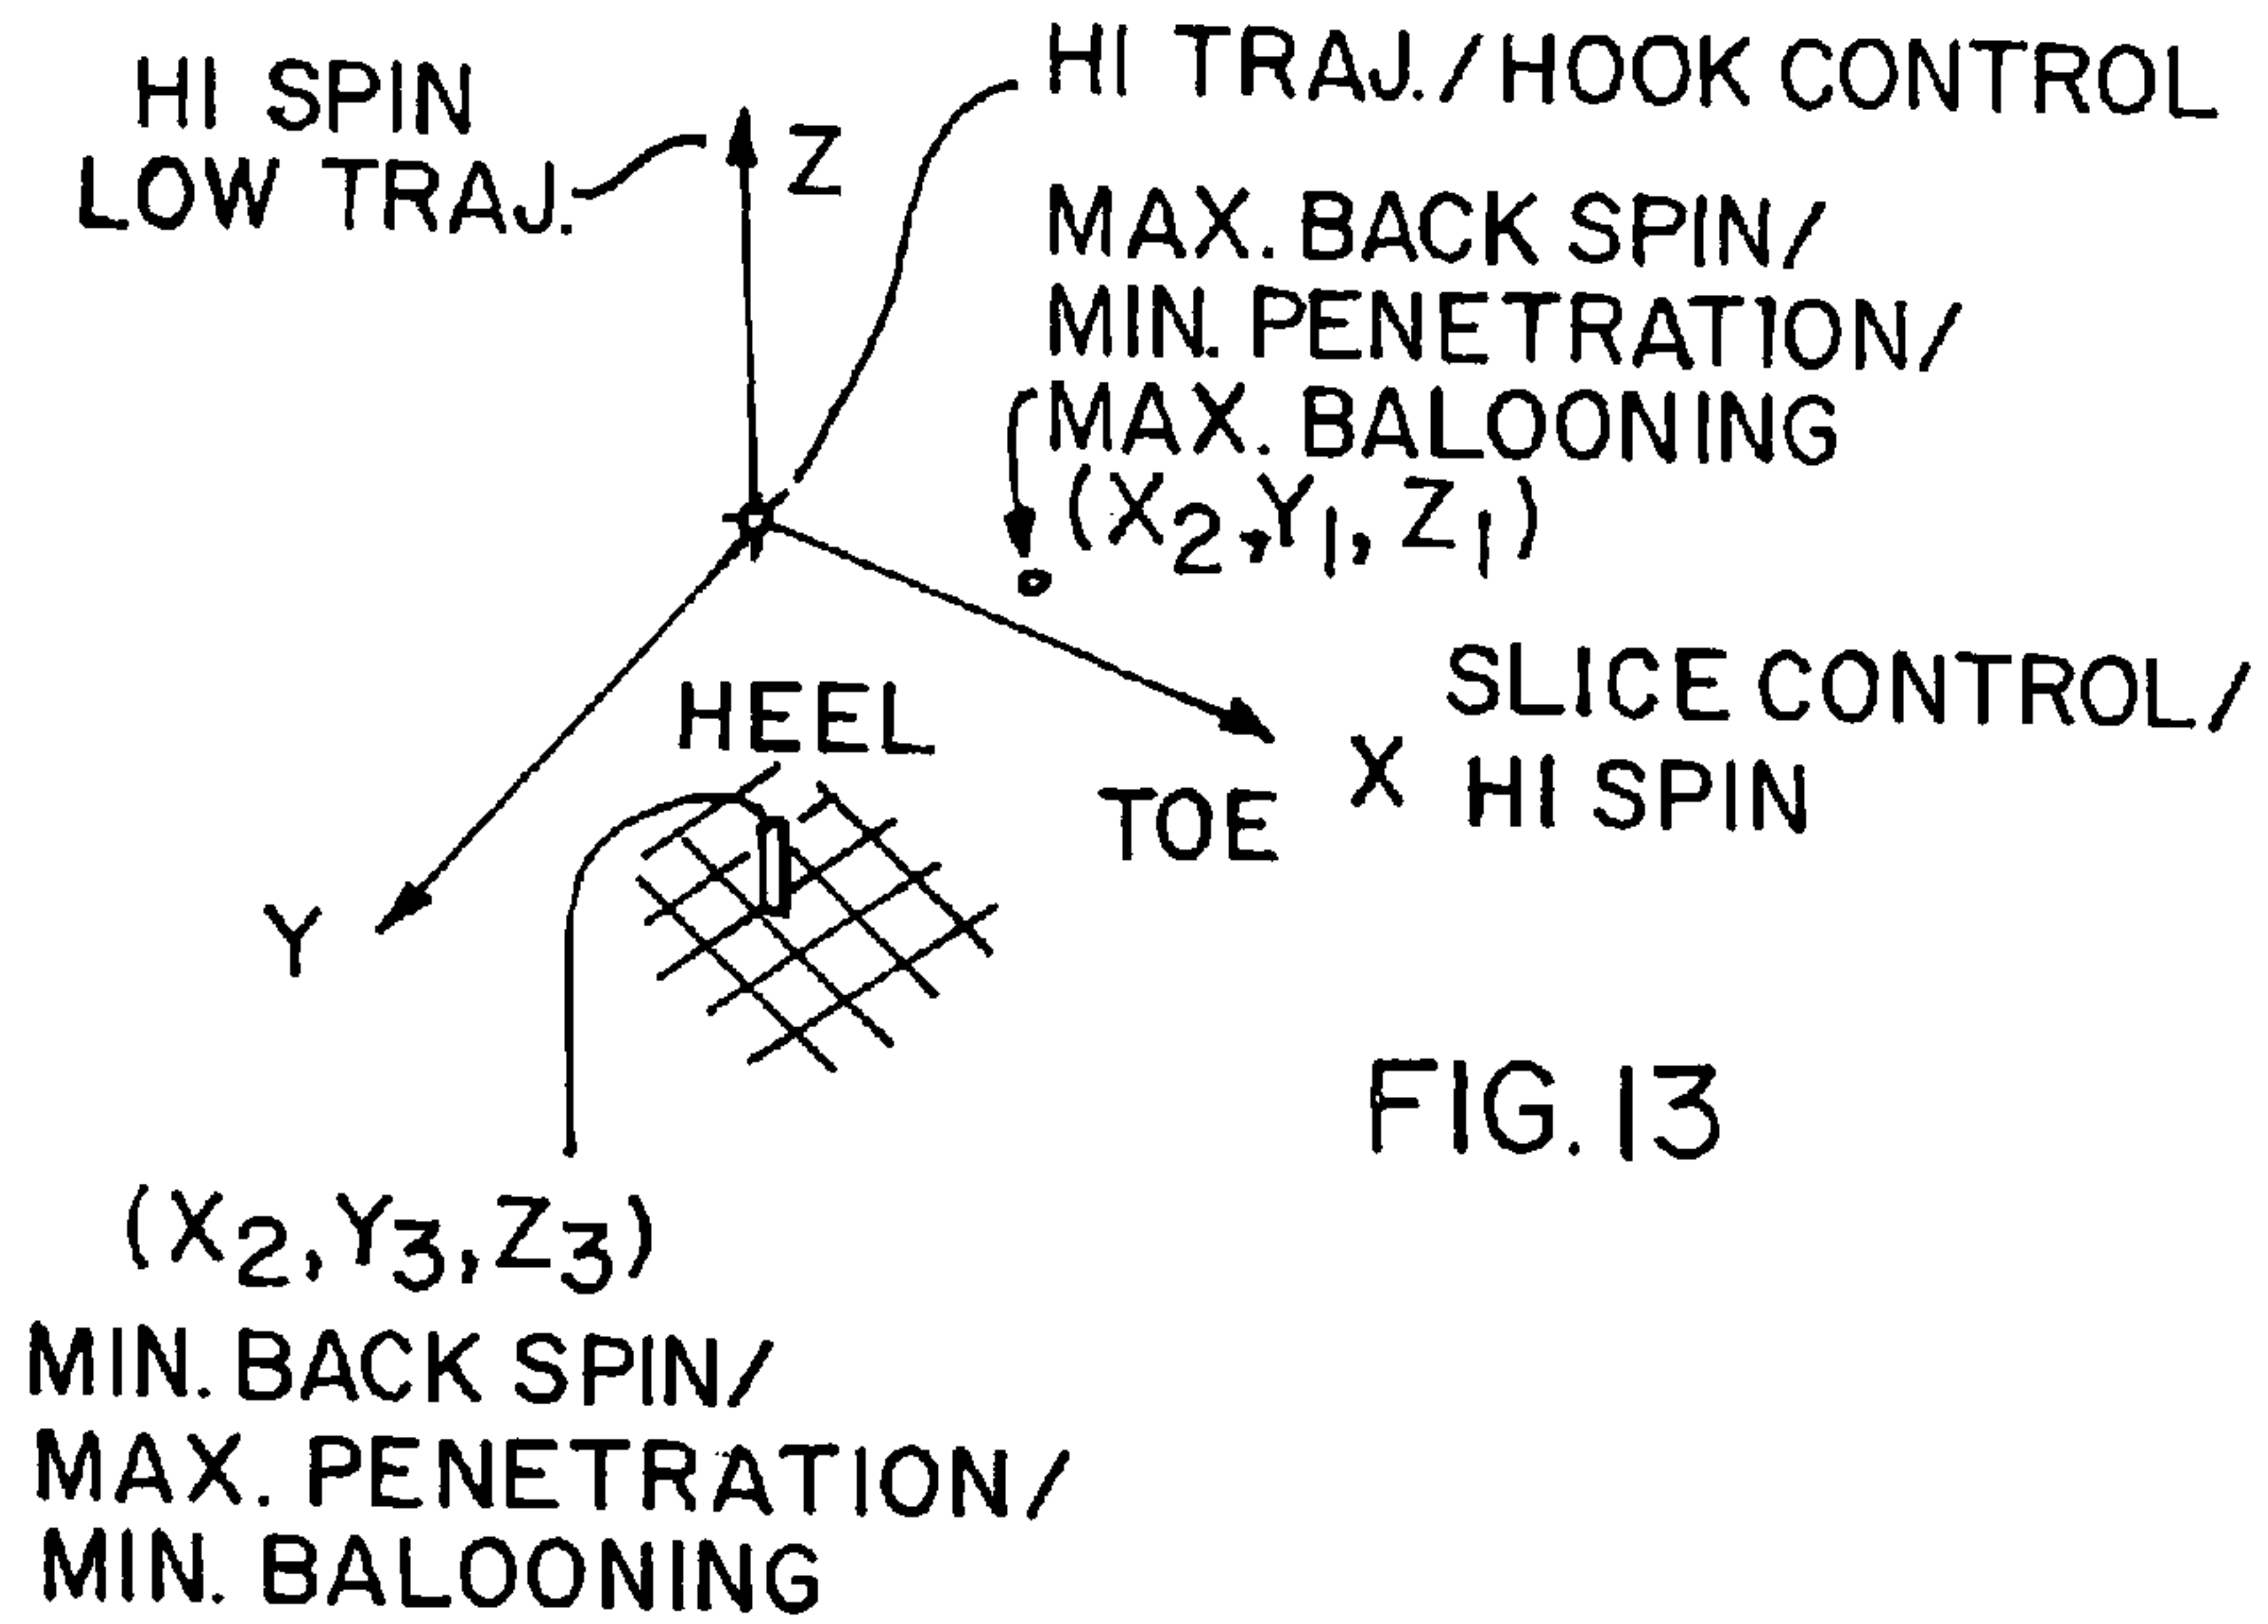 HI SPIN
LOW TRAJ.
Z
HI TRAJ./HOOK CONTROL
MAX. BACK SPIN/
MIN. PENETRATION/
MAX. BALOONING
(X2,Y1,Z1)
SLICE CONTROL/
X HI SPIN
TOE
HEEL
Y
FIG. 13
(X2,Y3,Z3)
MIN. BACK SPIN/
MAX. PENETRATION/
MIN. BALOONING